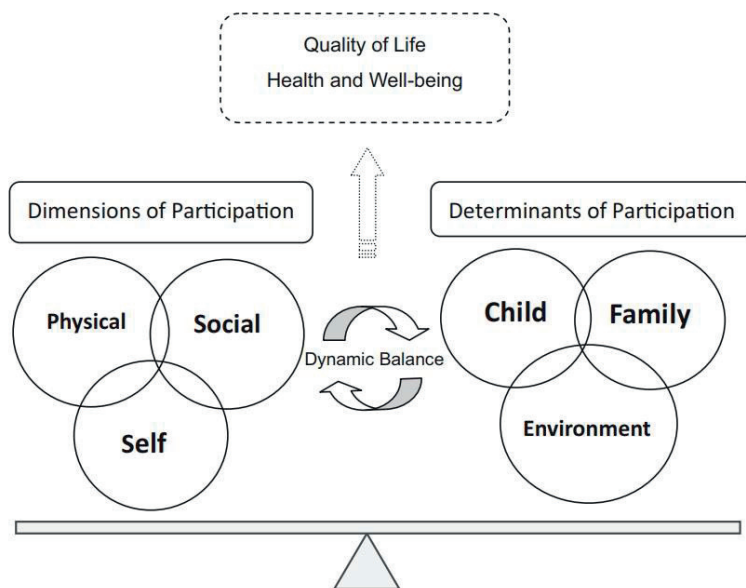 Quality of Life
Health and Well-being
Dimensions of Participation
Determinants of Participation
Physical
Social
Self
Dynamic Balance
Child
Family
Environment